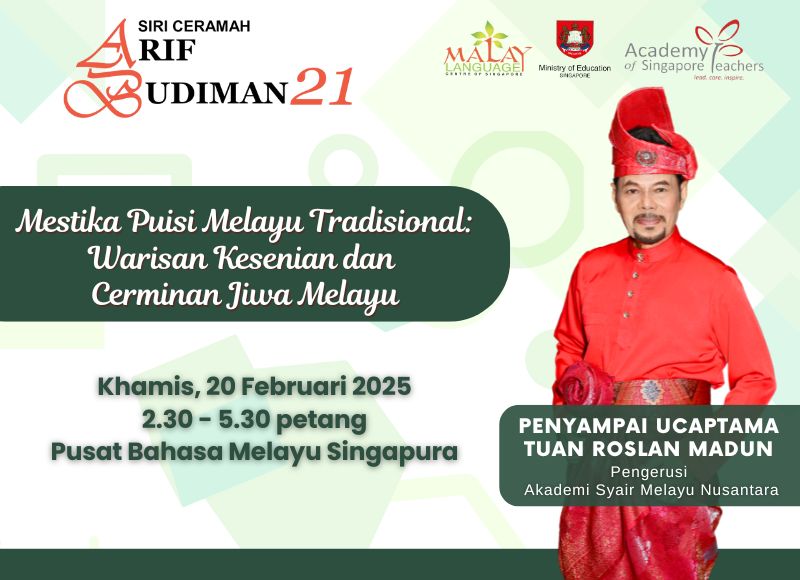 SIRI CERAMAH
ARIF
BUDIMAN 21
MALAY
LANGUAGE
CENTRE OF SINGAPORE
Ministry of Education
SINGAPORE
Academy
of Singapore Teachers
lead. care. inspire.
Mestika Puisi Melayu Tradisional:
Warisan Kesenian dan
Cerminan Jiwa Melayu
Khamis, 20 Februari 2025
2.30 - 5.30 petang
Pusat Bahasa Melayu Singapura
PENYAMPAI UCAPTAMA
TUAN ROSLAN MADUN
Pengerusi
Akademi Syair Melayu Nusantara